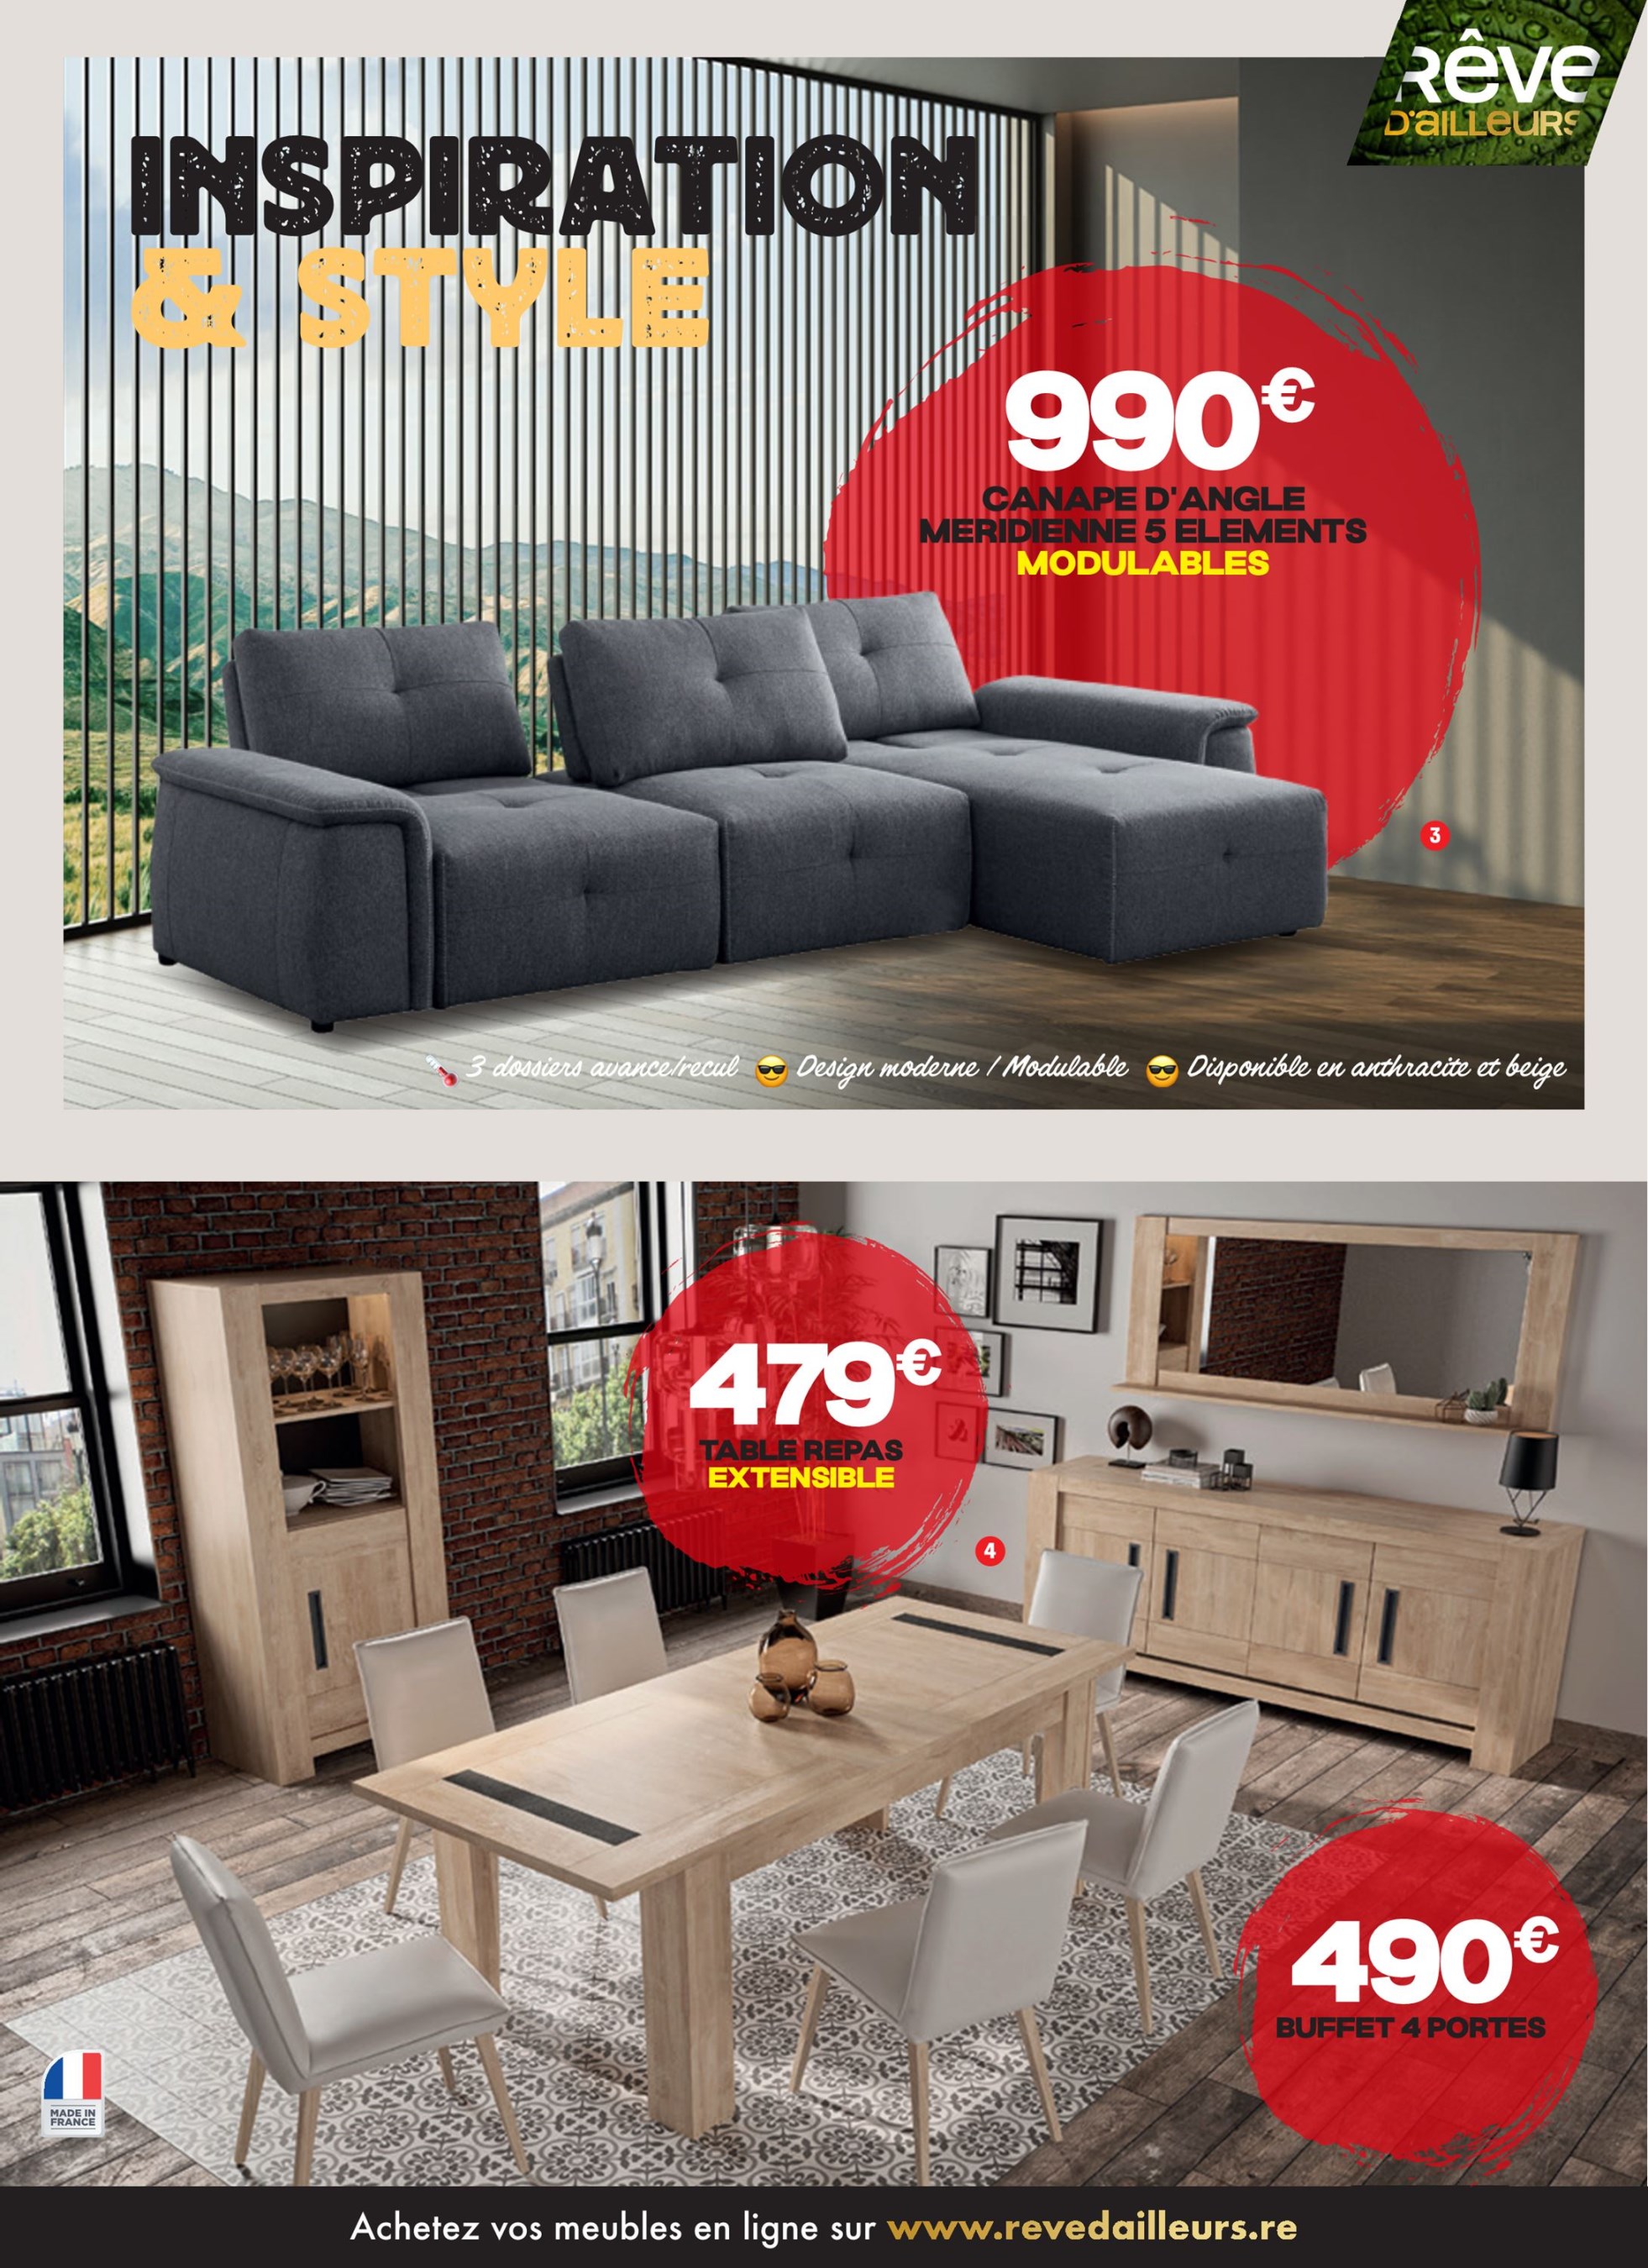 Rêve
D'AILLEURS
INSPIRATION
& STYLE
990€
CANAPE D'ANGLE
MERIDIENNE 5 ELEMENTS
MODULABLES
3
3 dossiers avance/recul Design moderne / Modulable Disponible en anthracite et beige
479€
TABLE REPAS
EXTENSIBLE
4
490€
BUFFET 4 PORTES
MADE IN
FRANCE
Achetez vos meubles en ligne sur www.revedailleurs.re